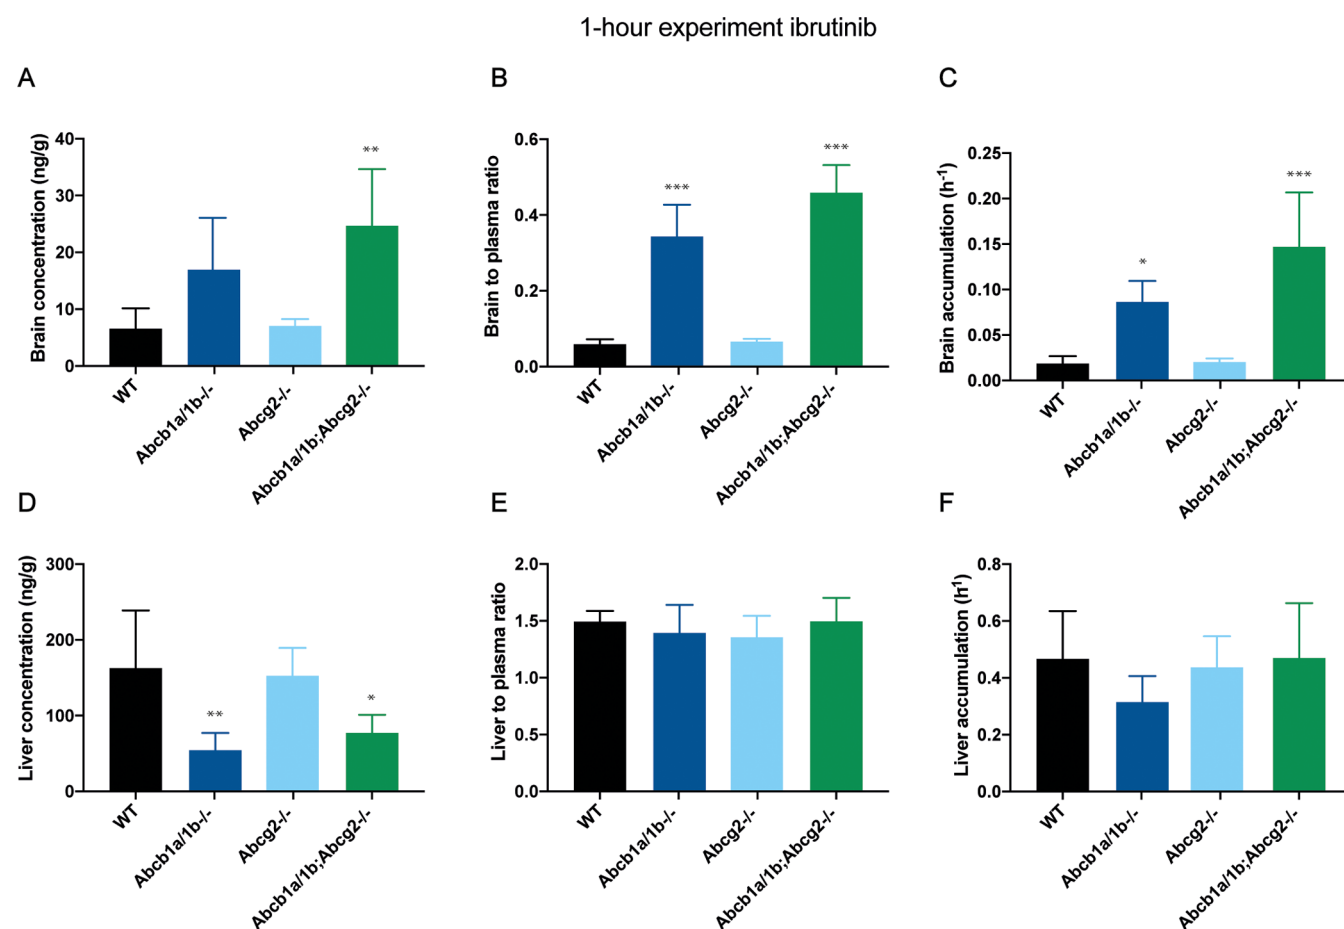 1-hour experiment ibrutinib
A
Brain concentration (ng/g)
40
30
20
10
0
**
WT
Abcb1a/1b-/-
Abcg2-/-
Abcb1a/1b;Abcg2-/-
B
Brain to plasma ratio
0.6
0.4
0.2
0.0
***
***
WT
Abcb1a/1b-/-
Abcg2-/-
Abcb1a/1b;Abcg2-/-
C
Brain accumulation (h-1)
0.25
0.20
0.15
0.10
0.05
0.00
*
***
WT
Abcb1a/1b-/-
Abcg2-/-
Abcb1a/1b;Abcg2-/-
D
Liver concentration (ng/g)
300
200
100
0
**
*
WT
Abcb1a/1b-/-
Abcg2-/-
Abcb1a/1b;Abcg2-/-
E
Liver to plasma ratio
2.0
1.5
1.0
0.5
0.0
WT
Abcb1a/1b-/-
Abcg2-/-
Abcb1a/1b;Abcg2-/-
F
Liver accumulation (h1)
0.8
0.6
0.4
0.2
0.0
WT
Abcb1a/1b-/-
Abcg2-/-
Abcb1a/1b;Abcg2-/-